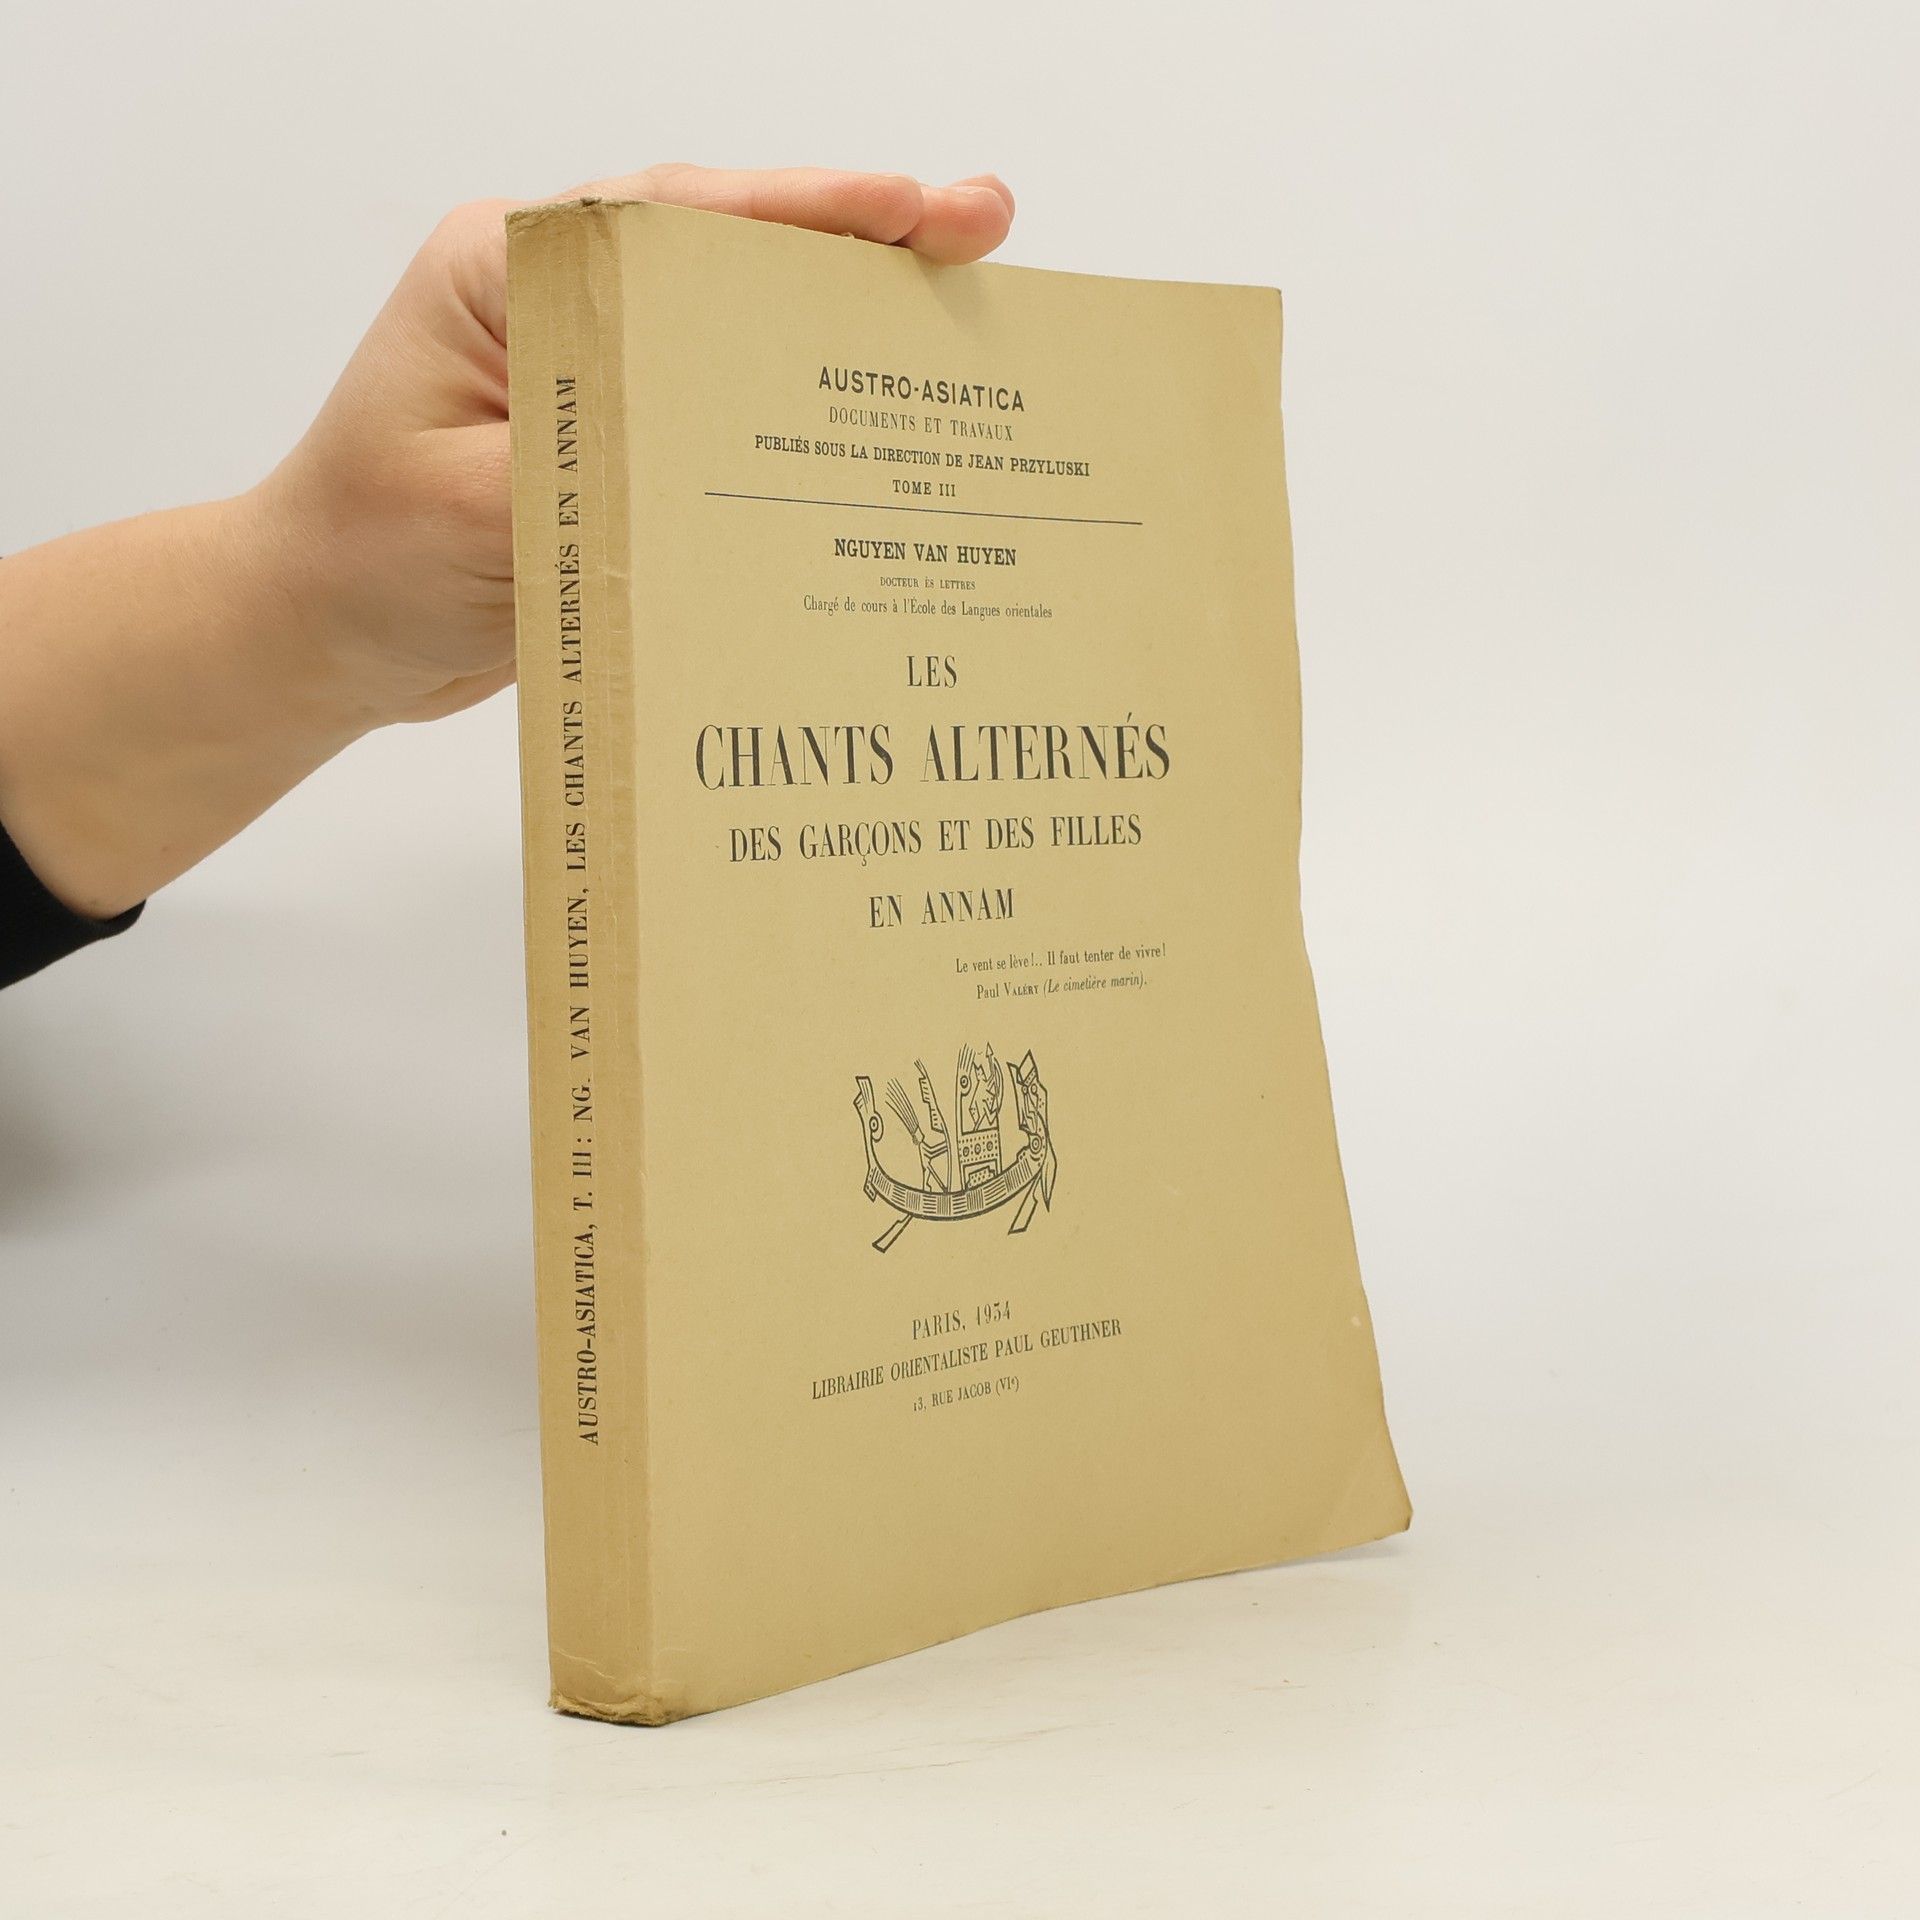 AUSTRO-ASIATICA, T. III : NG. VAN HUYEN, LES CHANTS ALTERNÉS EN ANNAM
AUSTRO-ASIATICA
DOCUMENTS ET TRAVAUX
PUBLIÉS SOUS LA DIRECTION DE JEAN PRZYLUSKI
TOME III
NGUYEN VAN HUYEN
DOCTEUR ÈS LETTRES
Chargé de cours à l'École des Langues orientales
LES
CHANTS ALTERNÉS
DES GARÇONS ET DES FILLES
EN ANNAM
Le vent se lève!.. Il faut tenter de vivre!
Paul VALÉRY (Le cimetière marin).
PARIS, 1934
LIBRAIRIE ORIENTALISTE PAUL GEUTHNER
13, RUE JACOB (VIe)